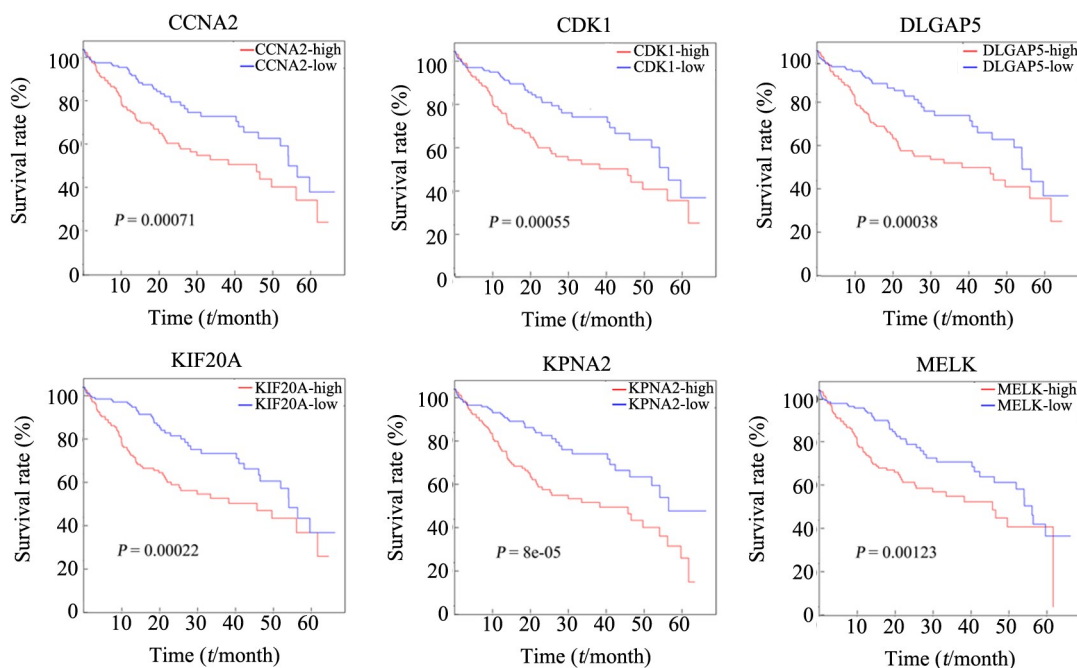 CCNA2
CCNA2-high
CCNA2-low
Survival rate (%)
100
80
60
40
20
0
P = 0.00071
10 20 30 40 50 60
Time (t/month)
CDK1
CDK1-high
CDK1-low
Survival rate (%)
100
80
60
40
20
0
P = 0.00055
10 20 30 40 50 60
Time (t/month)
DLGAP5
DLGAP5-high
DLGAP5-low
Survival rate (%)
100
80
60
40
20
0
P = 0.00038
10 20 30 40 50 60
Time (t/month)
KIF20A
KIF20A-high
KIF20A-low
Survival rate (%)
100
80
60
40
20
0
P = 0.00022
10 20 30 40 50 60
Time (t/month)
KPNA2
KPNA2-high
KPNA2-low
Survival rate (%)
100
80
60
40
20
0
P = 8e-05
10 20 30 40 50 60
Time (t/month)
MELK
MELK-high
MELK-low
Survival rate (%)
100
80
60
40
20
0
P = 0.00123
10 20 30 40 50 60
Time (t/month)